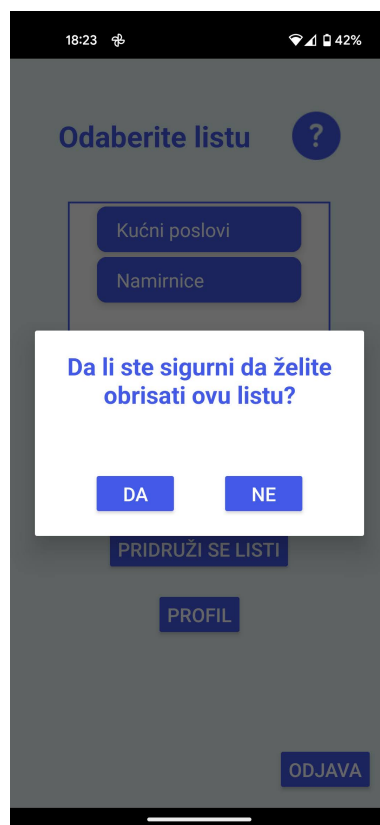 18:23
42%
Odaberite listu
?
Kućni poslovi
Namirnice
Da li ste sigurni da želite
obrisati ovu listu?
DA
NE
PRIDRUŽI SE LISTI
PROFIL
ODJAVA